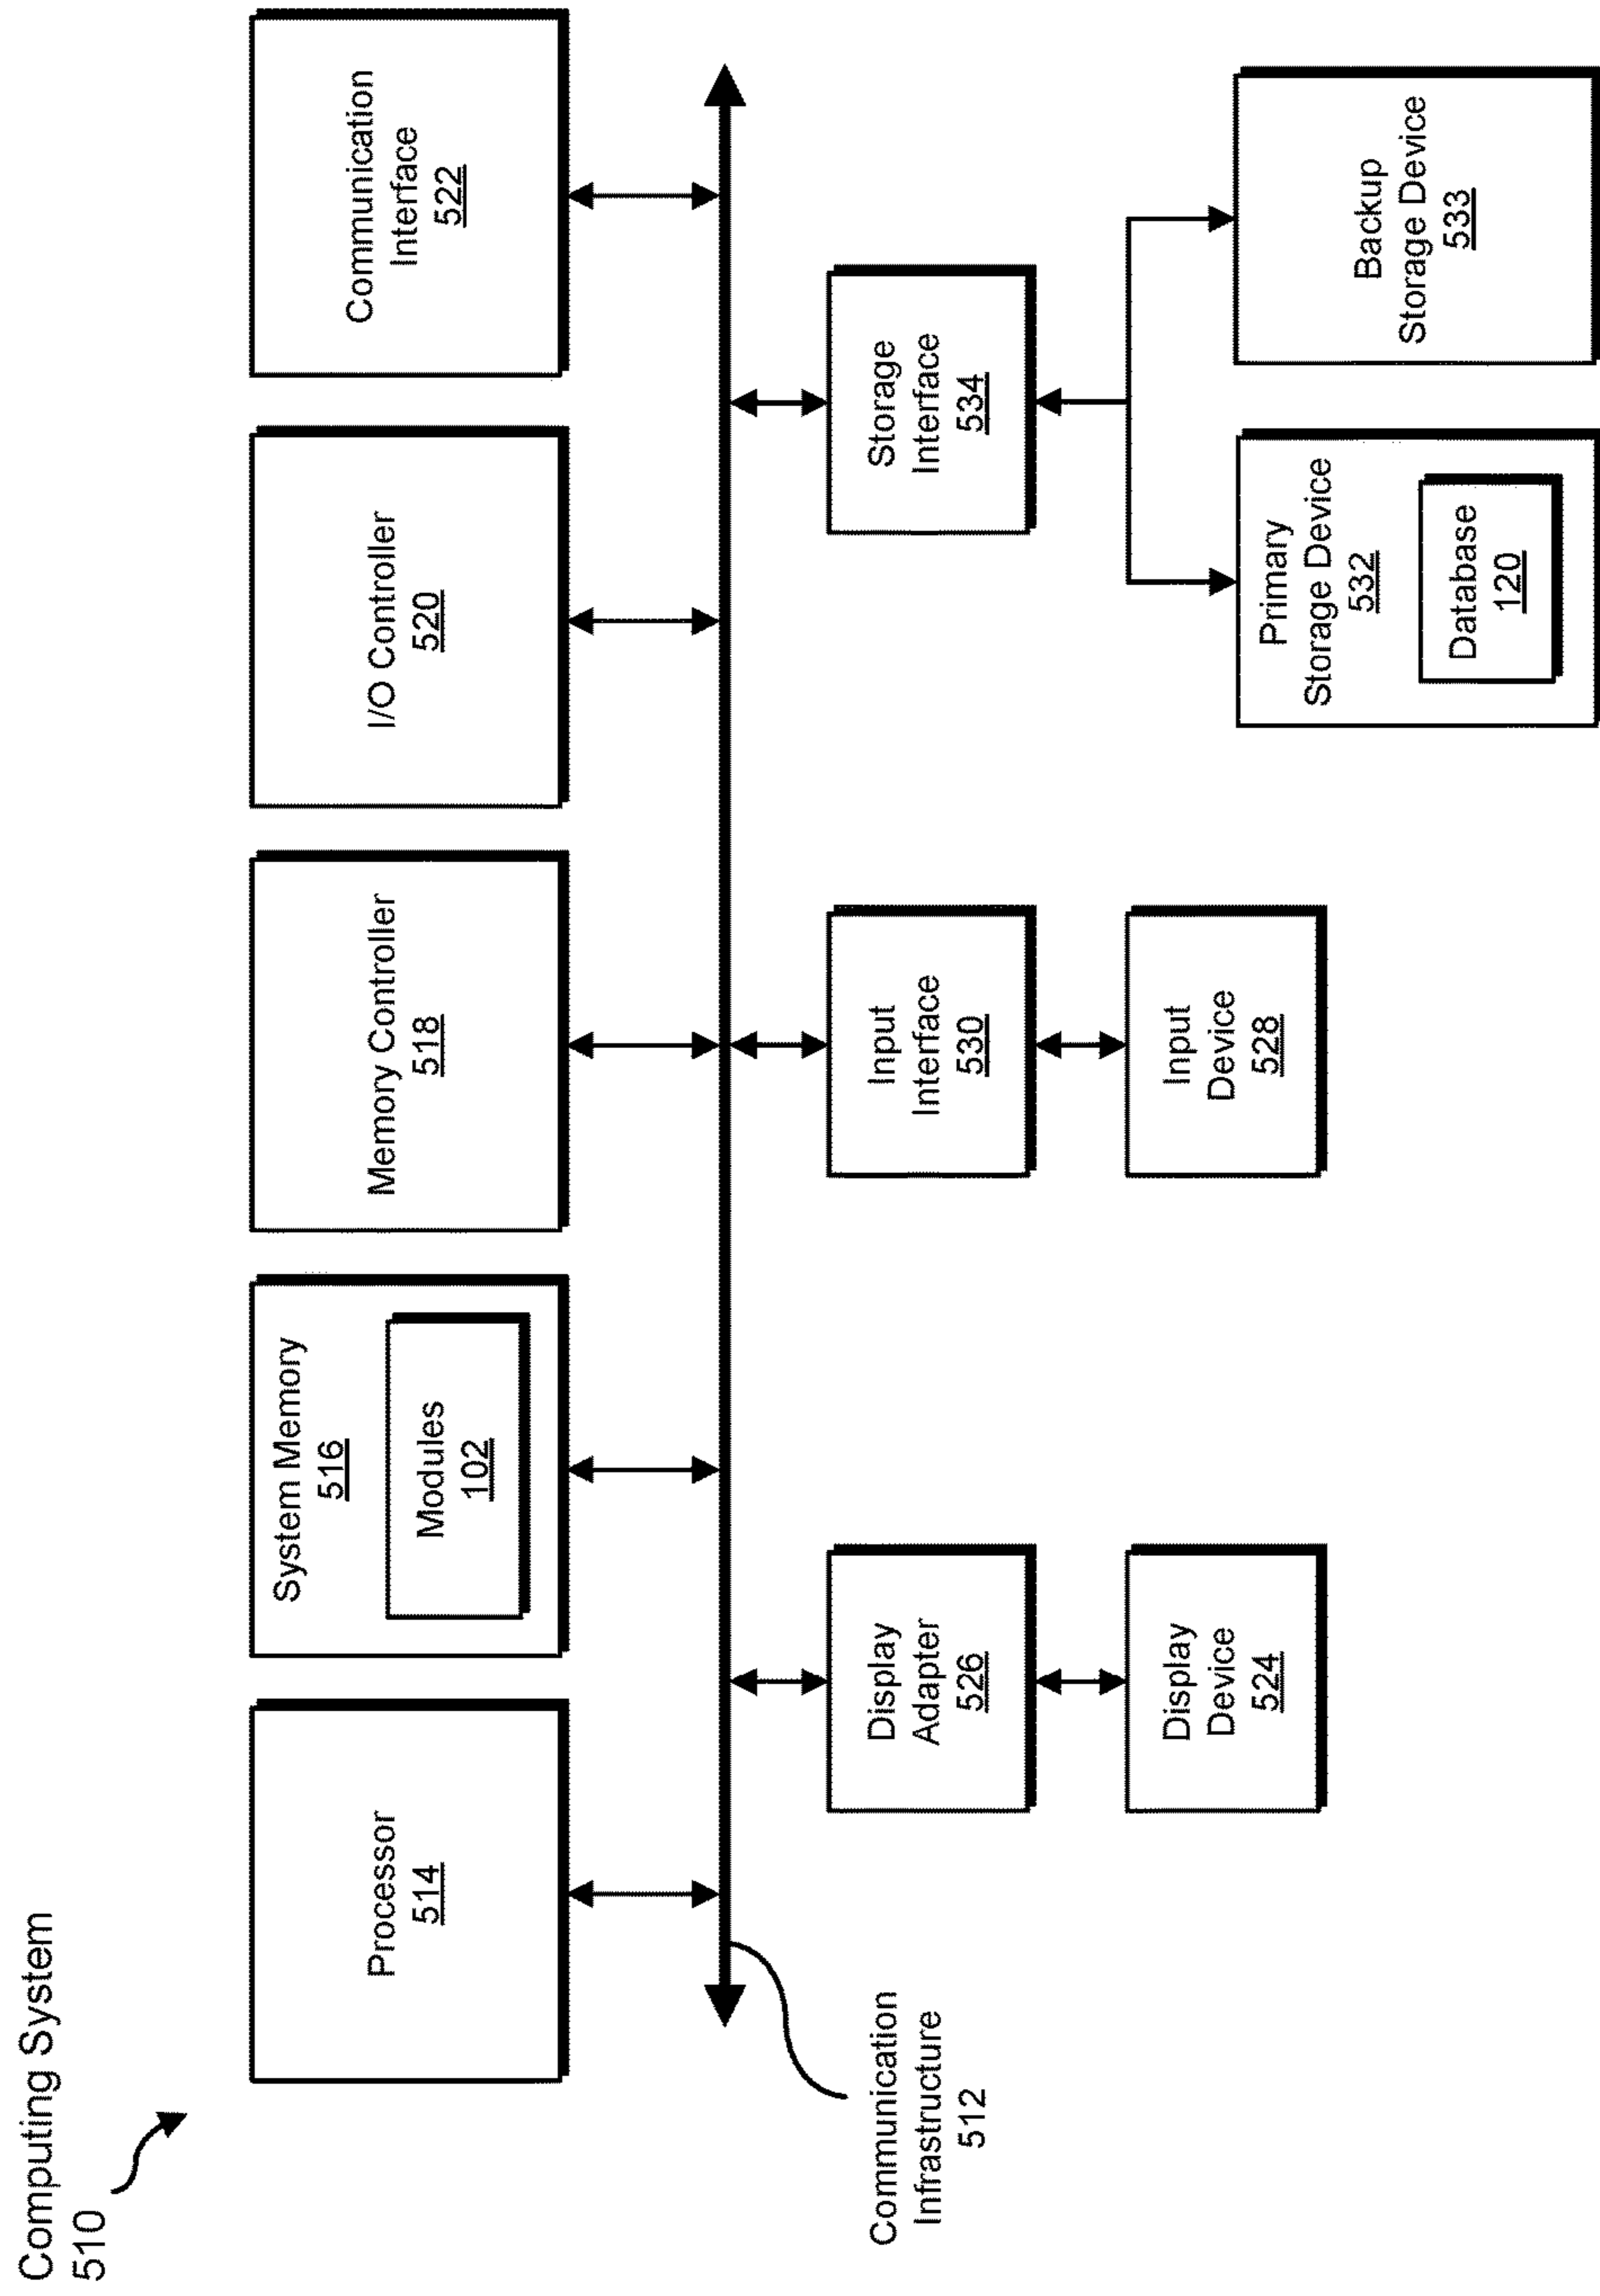 Computing System
510
Processor
514
System Memory
516
Modules
102
Memory Controller
518
I/O Controller
520
Communication
Interface
522
Communication
Infrastructure
512
Display
Adapter
526
Input
Interface
530
Storage
Interface
534
Display
Device
524
Input
Device
528
Primary
Storage Device
532
Database
120
Backup
Storage Device
533